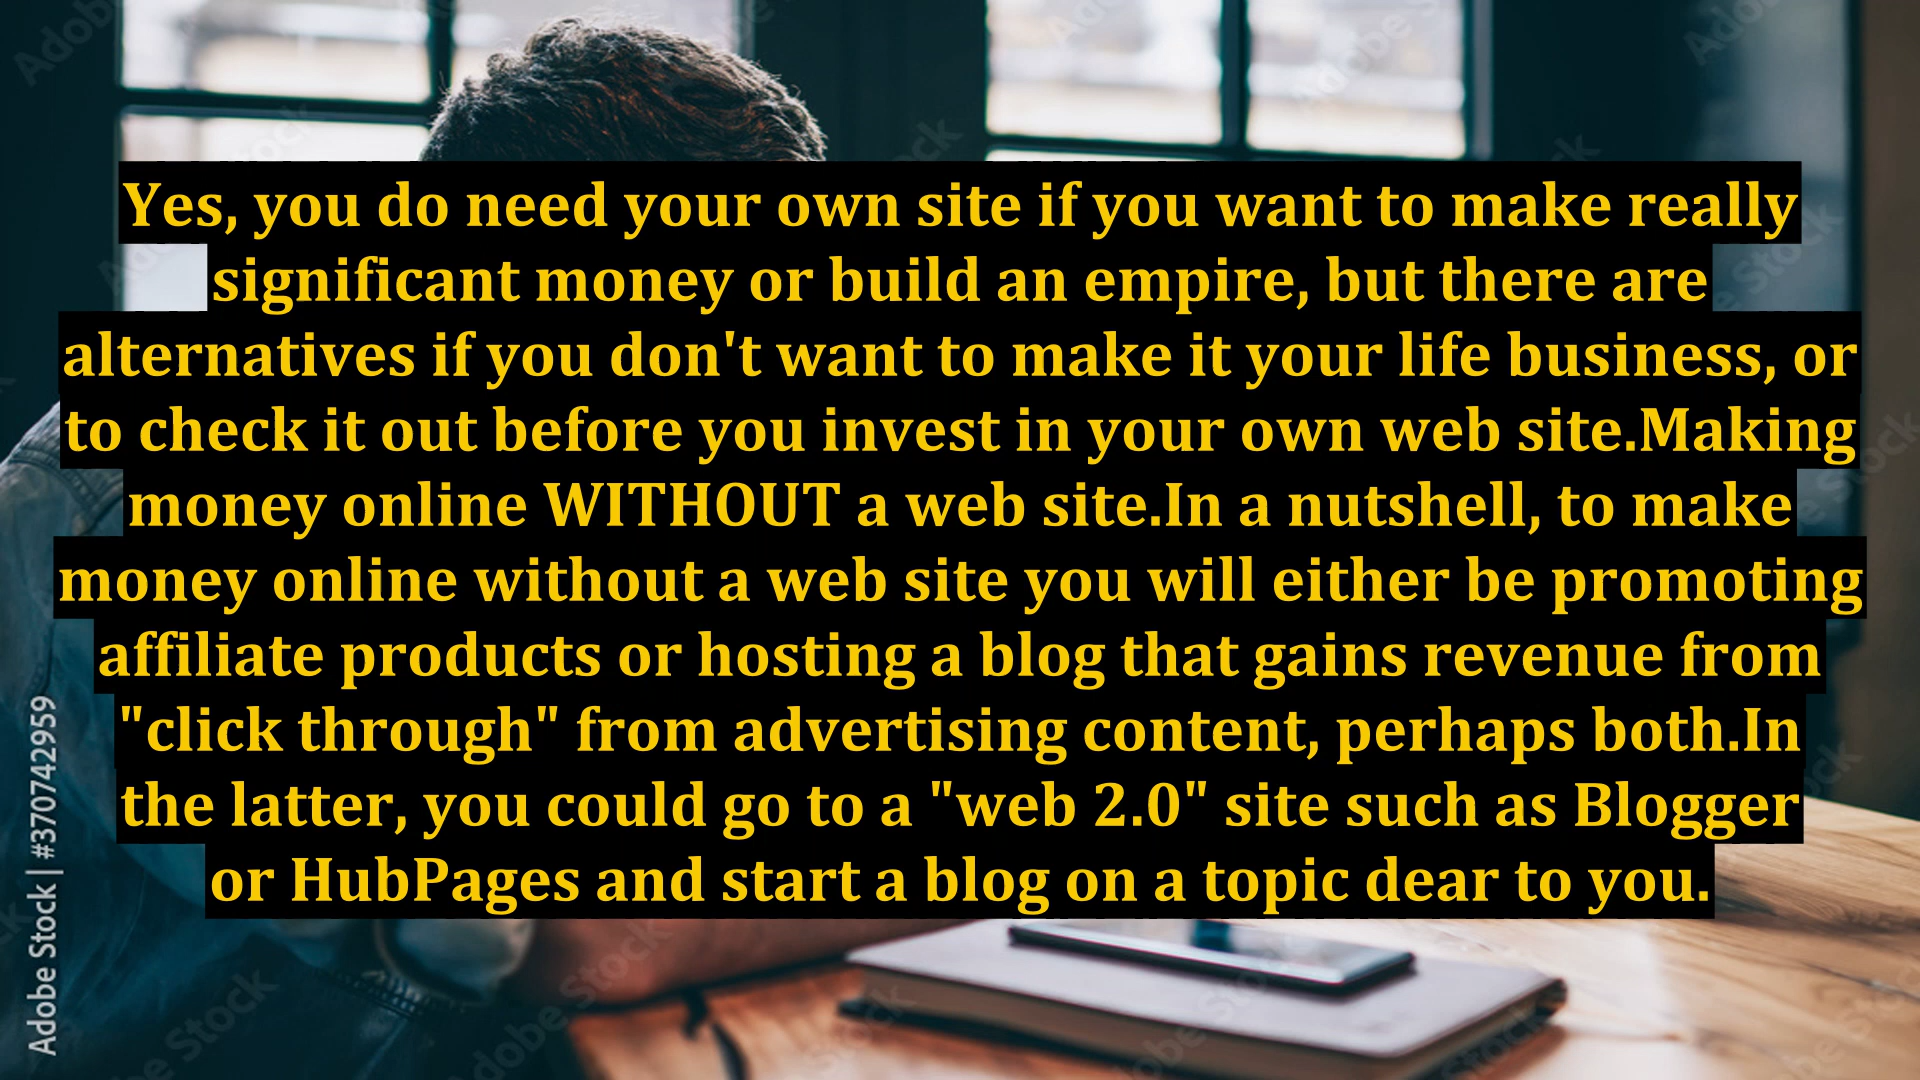 Yes, you do need your own site if you want to make really
significant money or build an empire, but there are
alternatives if you don't want to make it your life business, or
to check it out before you invest in your own web site.Making
money online WITHOUT a web site.In a nutshell, to make
money online without a web site you will either be promoting
affiliate products or hosting a blog that gains revenue from
"click through" from advertising content, perhaps both.In
the latter, you could go to a "web 2.0" site such as Blogger
or HubPages and start a blog on a topic dear to you.
Adobe Stock | #370742959